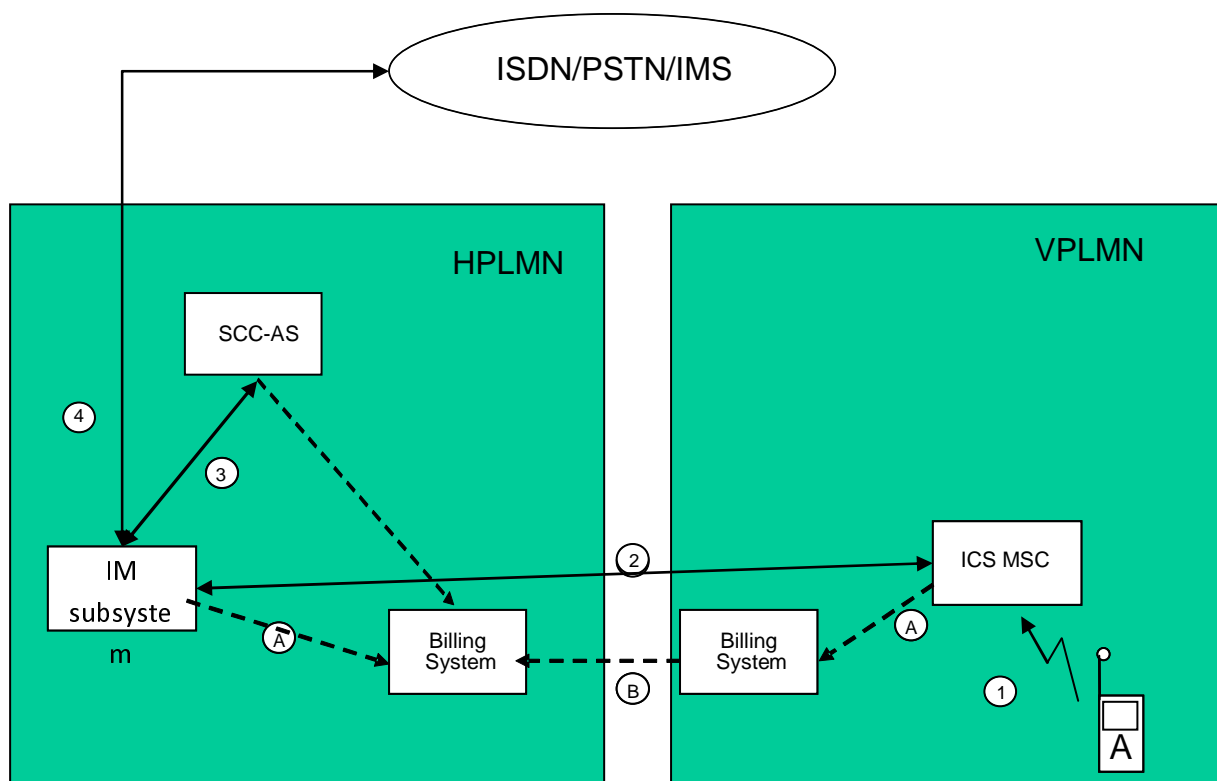 ISDN/PSTN/IMS
HPLMN
VPLMN
SCC-AS
4
3
2
ICS MSC
IM
subsyste
m
A
Billing
System
B
Billing
System
A
1
A